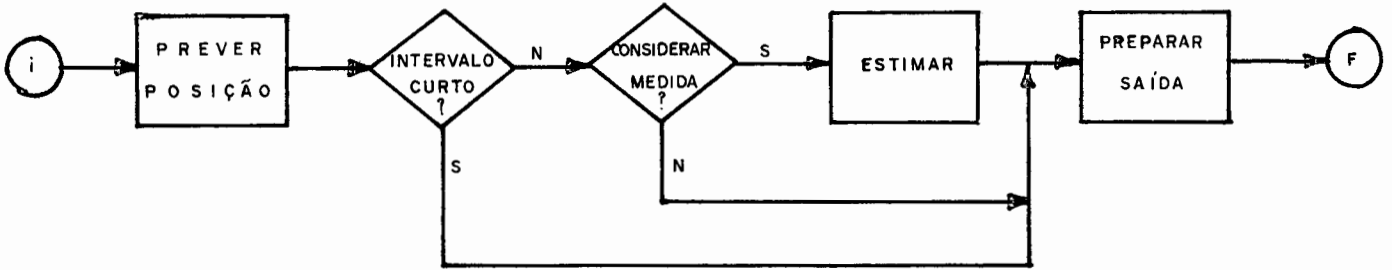 i
PREVER
POSIÇÃO
INTERVALO
CURTO
?
N
S
CONSIDERAR
MEDIDA
?
S
N
ESTIMAR
PREPARAR
SAÍDA
F